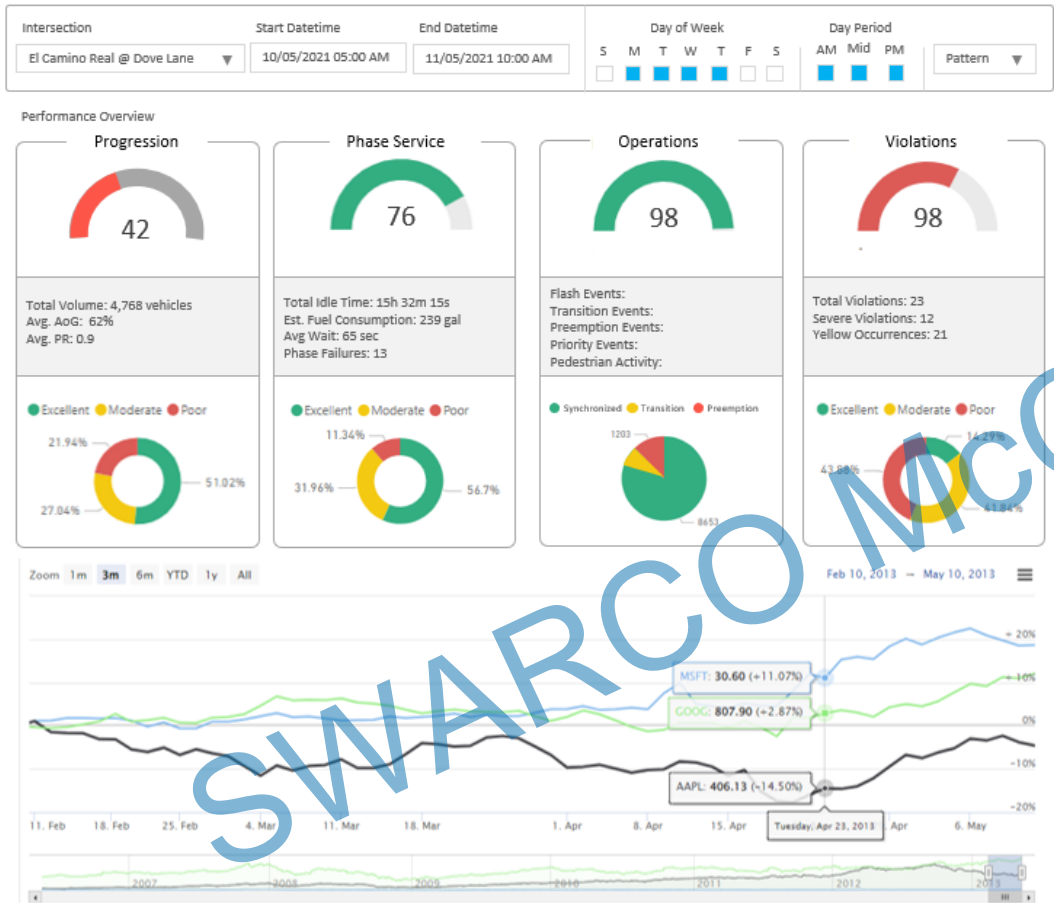 Intersection
Start Datetime
End Datetime
Day of Week
Day Period
El Camino Real @ Dove Lane
10/05/2021 05:00 AM
11/05/2021 10:00 AM
S M T W T F S
AM Mid PM
Pattern
Performance Overview
Progression
42
Total Volume: 4,768 vehicles
Avg. AoG: 62%
Avg. PR: 0.9
Excellent Moderate Poor
21.94%
51.02%
27.04%
Phase Service
76
Total Idle Time: 15h 32m 15s
Est. Fuel Consumption: 239 gal
Avg Wait: 65 sec
Phase Failures: 13
Excellent Moderate Poor
11.34%
31.96%
56.7%
Operations
98
Flash Events:
Transition Events:
Preemption Events:
Priority Events:
Pedestrian Activity:
Synchronized Transition Preemption
1203
8653
Violations
98
Total Violations: 23
Severe Violations: 12
Yellow Occurrences: 21
Excellent Moderate Poor
14.29%
43.88%
41.84%
Zoom 1m 3m 6m YTD 1y All
Feb 10, 2013 → May 10, 2013
+ 20%
MSFT: 30.60 (+11.07%)
+ 10%
GOOG: 807.90 (+2.87%)
0%
-10%
AAPL: 406.13 (-14.50%)
-20%
11. Feb 18. Feb 25. Feb 4. Mar 11. Mar 18. Mar 1. Apr 8. Apr 15. Apr Tuesday, Apr 23, 2013 Apr 6. May
2007 2008 2009 2010 2011 2012 2013
SWARCO McC